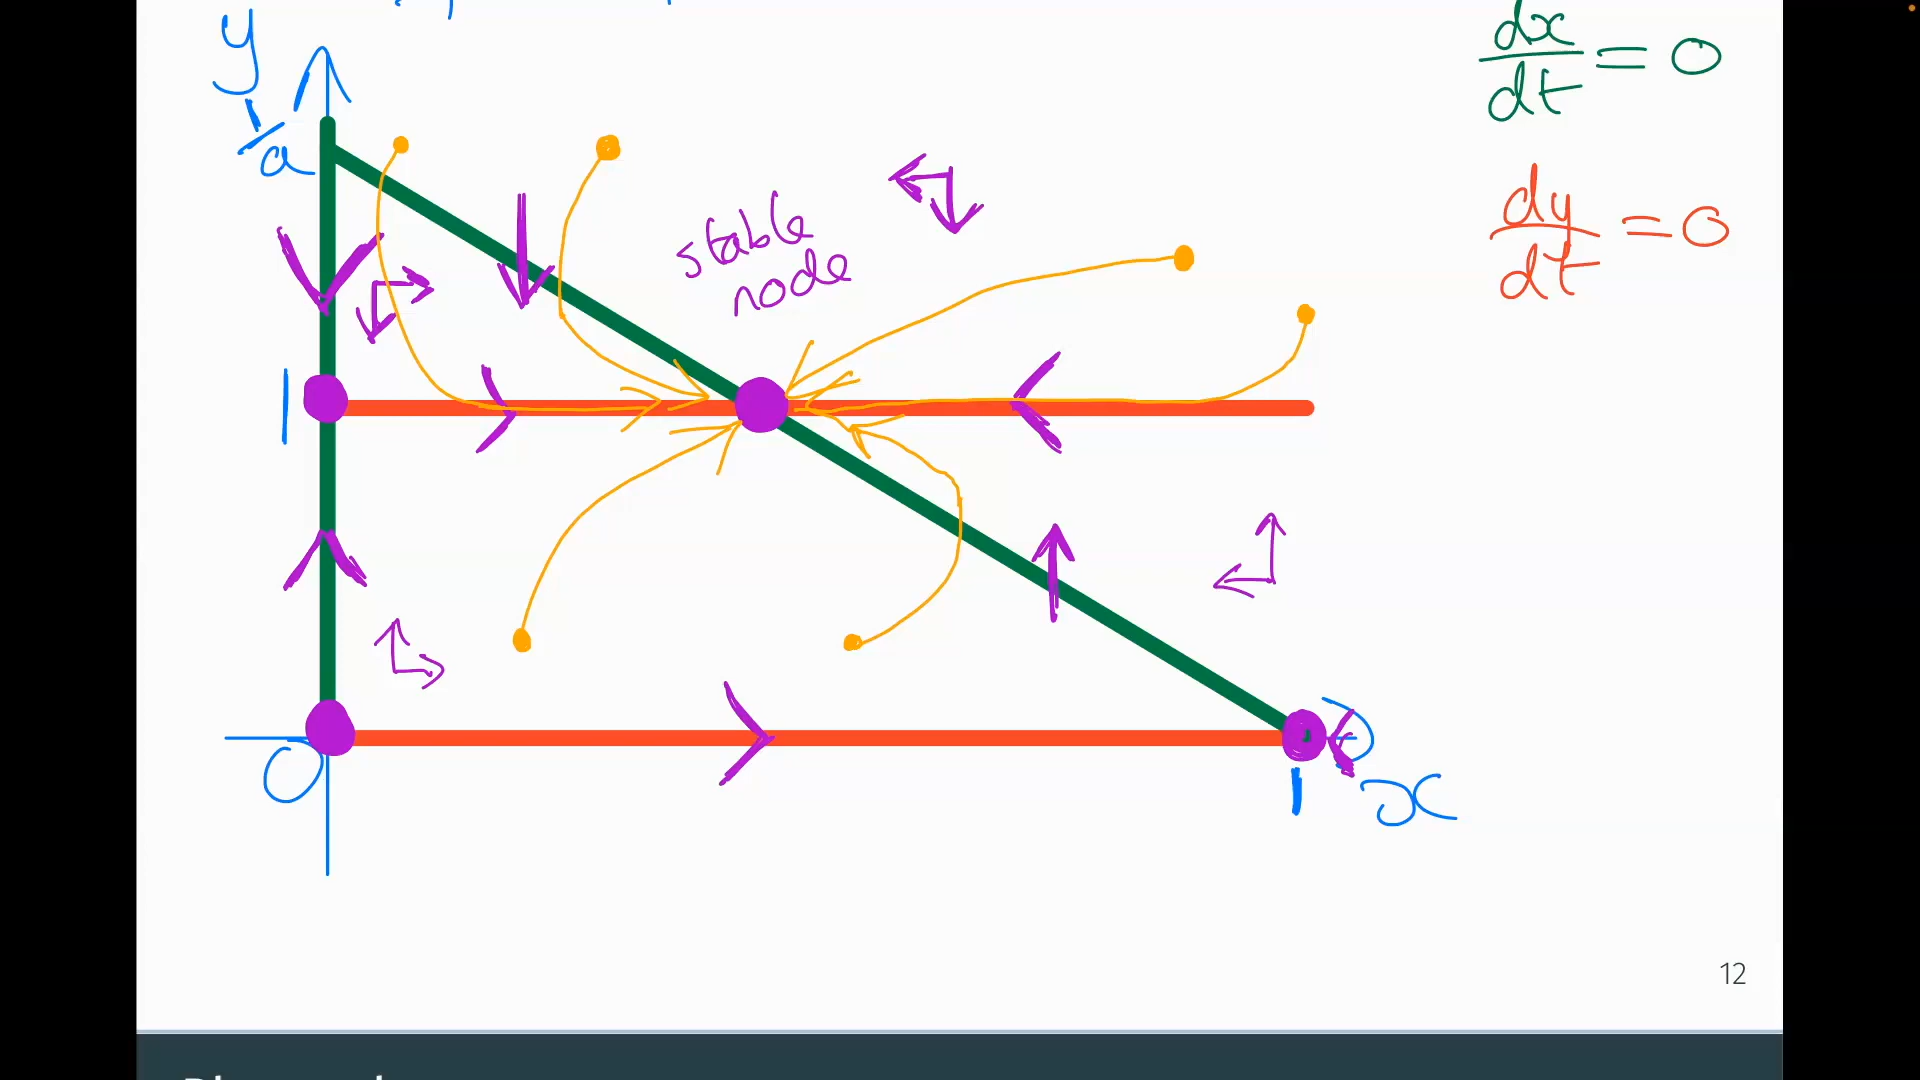 y
dx/dt = 0
1/a
dy/dt = 0
stable
node
1
0
1
x
12